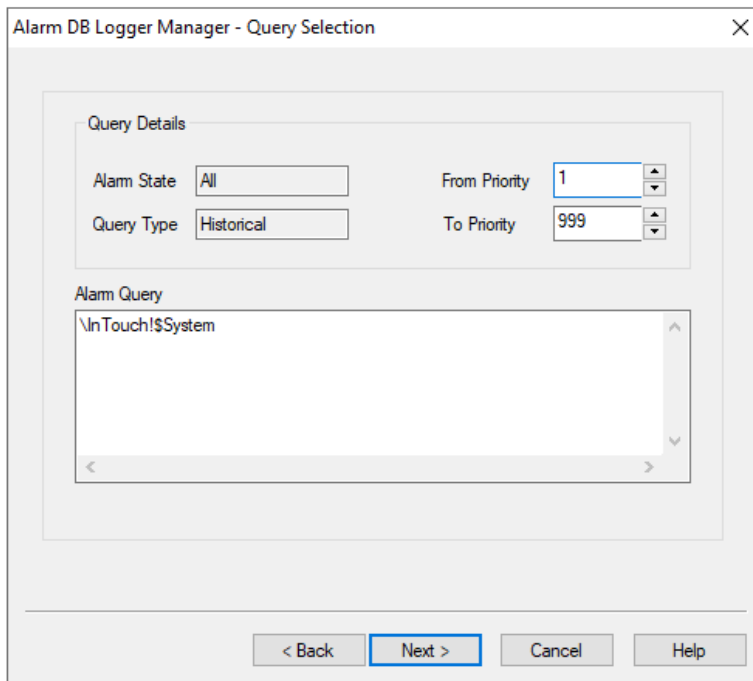 Alarm DB Logger Manager - Query Selection
Query Details
Alarm State All From Priority 1
Query Type Historical To Priority 999
Alarm Query
\InTouch!$System
< Back Next > Cancel Help